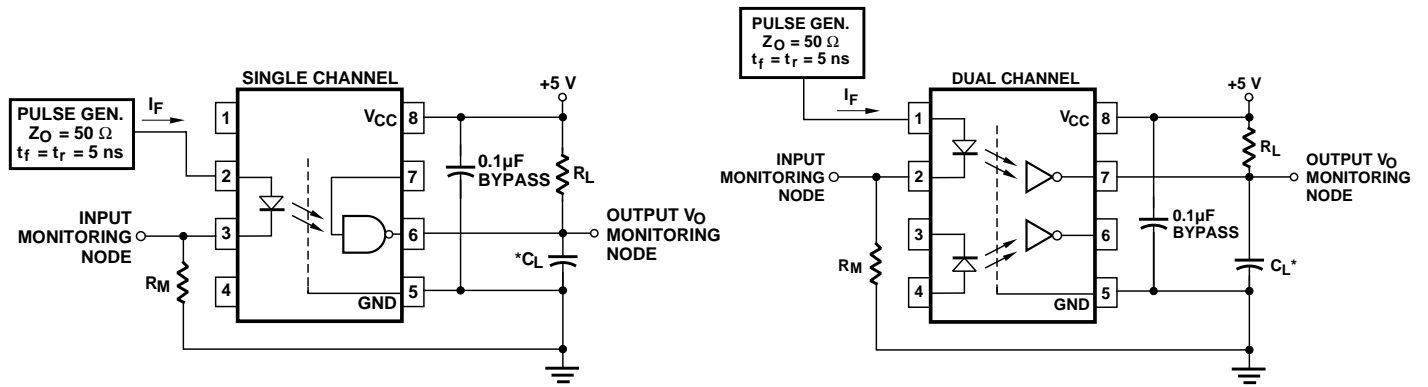 SINGLE CHANNEL
PULSE GEN.
ZO = 50 Ω
tf = tr = 5 ns
IF
+5 V
1
2
3
4
VCC 8
7
6
5
GND
0.1µF
BYPASS
RL
INPUT
MONITORING
NODE
RM
OUTPUT VO
MONITORING
NODE
*CL
PULSE GEN.
ZO = 50 Ω
tf = tr = 5 ns
DUAL CHANNEL
IF
+5 V
1
2
3
4
VCC 8
7
6
5
GND
RL
INPUT
MONITORING
NODE
RM
OUTPUT VO
MONITORING
NODE
0.1µF
BYPASS
CL*